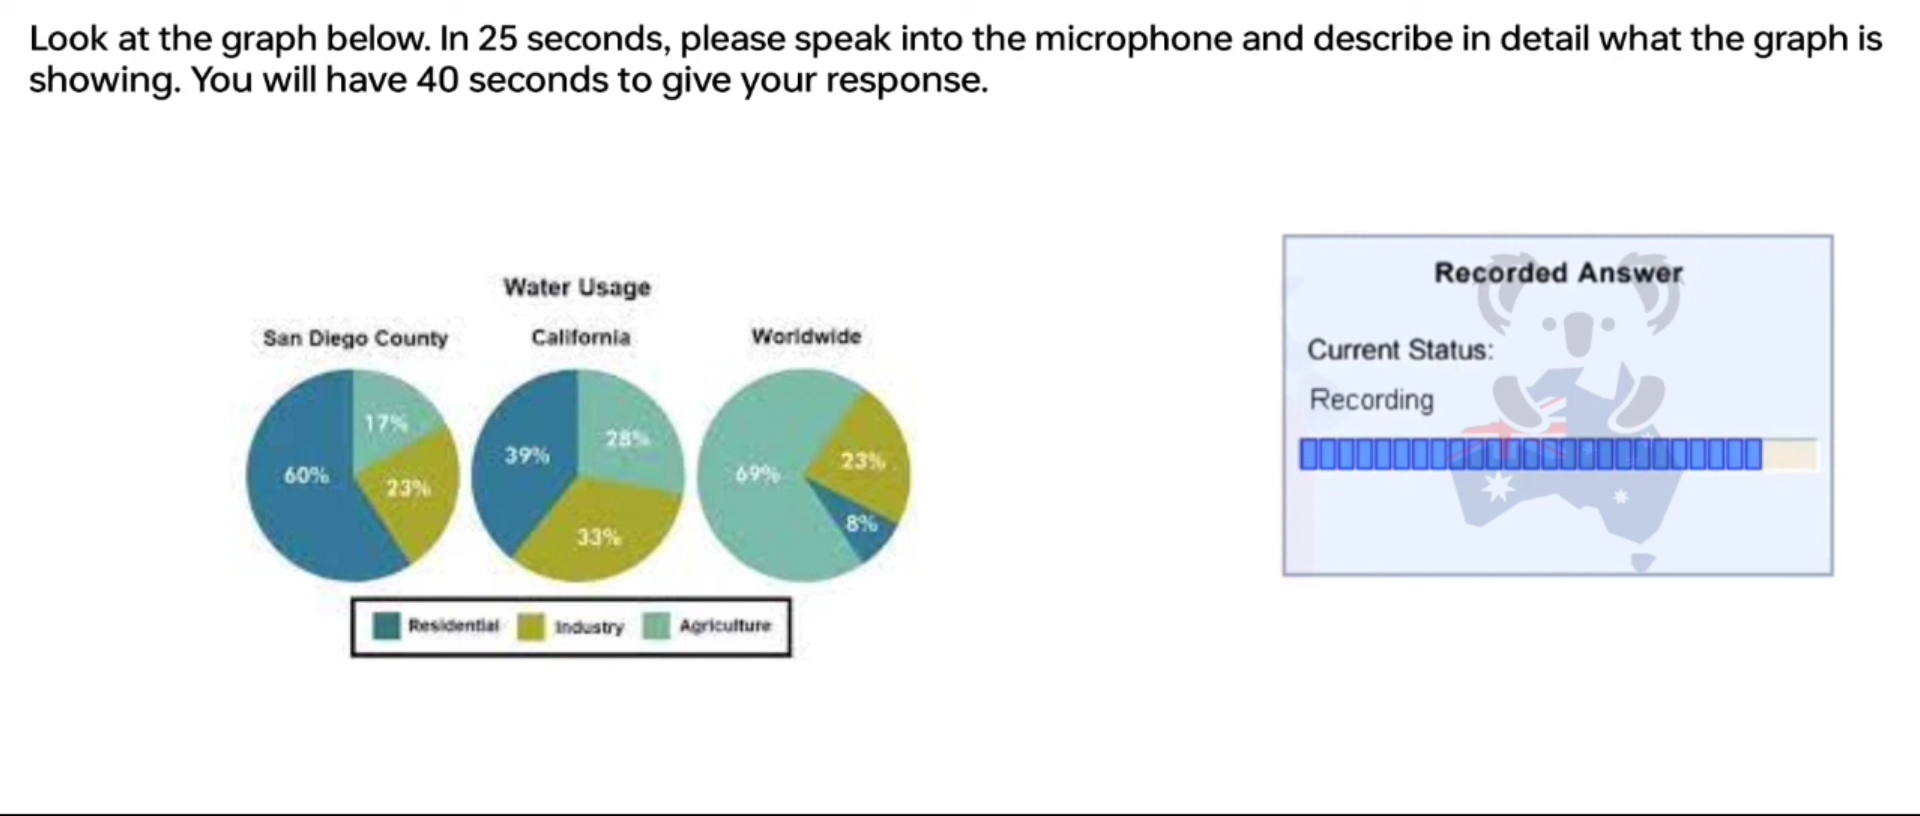 Look at the graph below. In 25 seconds, please speak into the microphone and describe in detail what the graph is
showing. You will have 40 seconds to give your response.
Water Usage
San Diego County
California
Worldwide
17%
60%
23%
39%
28%
33%
69%
23%
8%
Residential
Industry
Agriculture
Recorded Answer
Current Status:
Recording